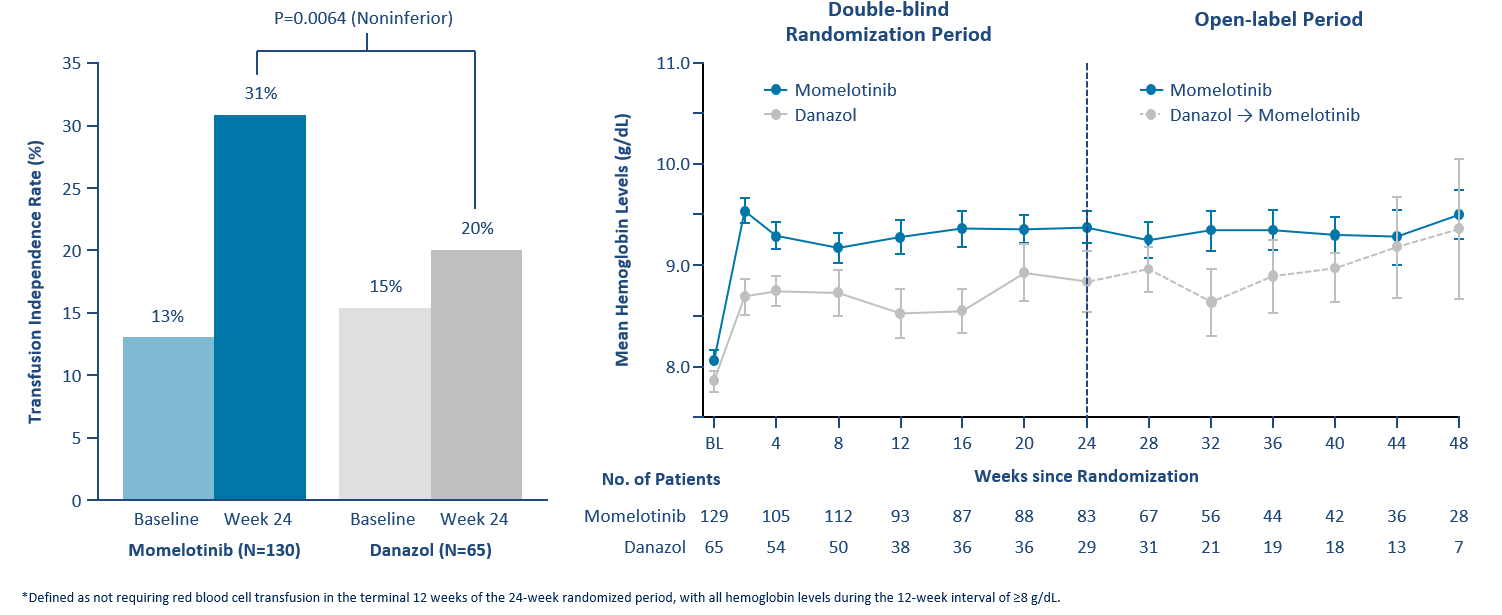 P=0.0064 (Noninferior)
Transfusion Independence Rate (%)
35
30
25
20
15
10
5
0
13%
31%
15%
20%
Baseline Week 24 Baseline Week 24
Momelotinib (N=130) Danazol (N=65)
Double-blind
Randomization Period
Open-label Period
Mean Hemoglobin Levels (g/dL)
11.0
10.0
9.0
8.0
Momelotinib
Danazol
Momelotinib
Danazol → Momelotinib
BL 4 8 12 16 20 24 28 32 36 40 44 48
Weeks since Randomization
No. of Patients
Momelotinib 129 105 112 93 87 88 83 67 56 44 42 36 28
Danazol 65 54 50 38 36 36 29 31 21 19 18 13 7
*Defined as not requiring red blood cell transfusion in the terminal 12 weeks of the 24-week randomized period, with all hemoglobin levels during the 12-week interval of ≥8 g/dL.